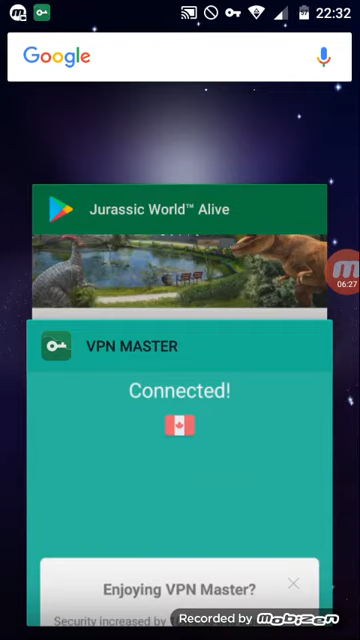 22:32
Google
Jurassic World™ Alive
06:27
VPN MASTER
Connected!
Enjoying VPN Master?
Security increased by
Recorded by Mobizen